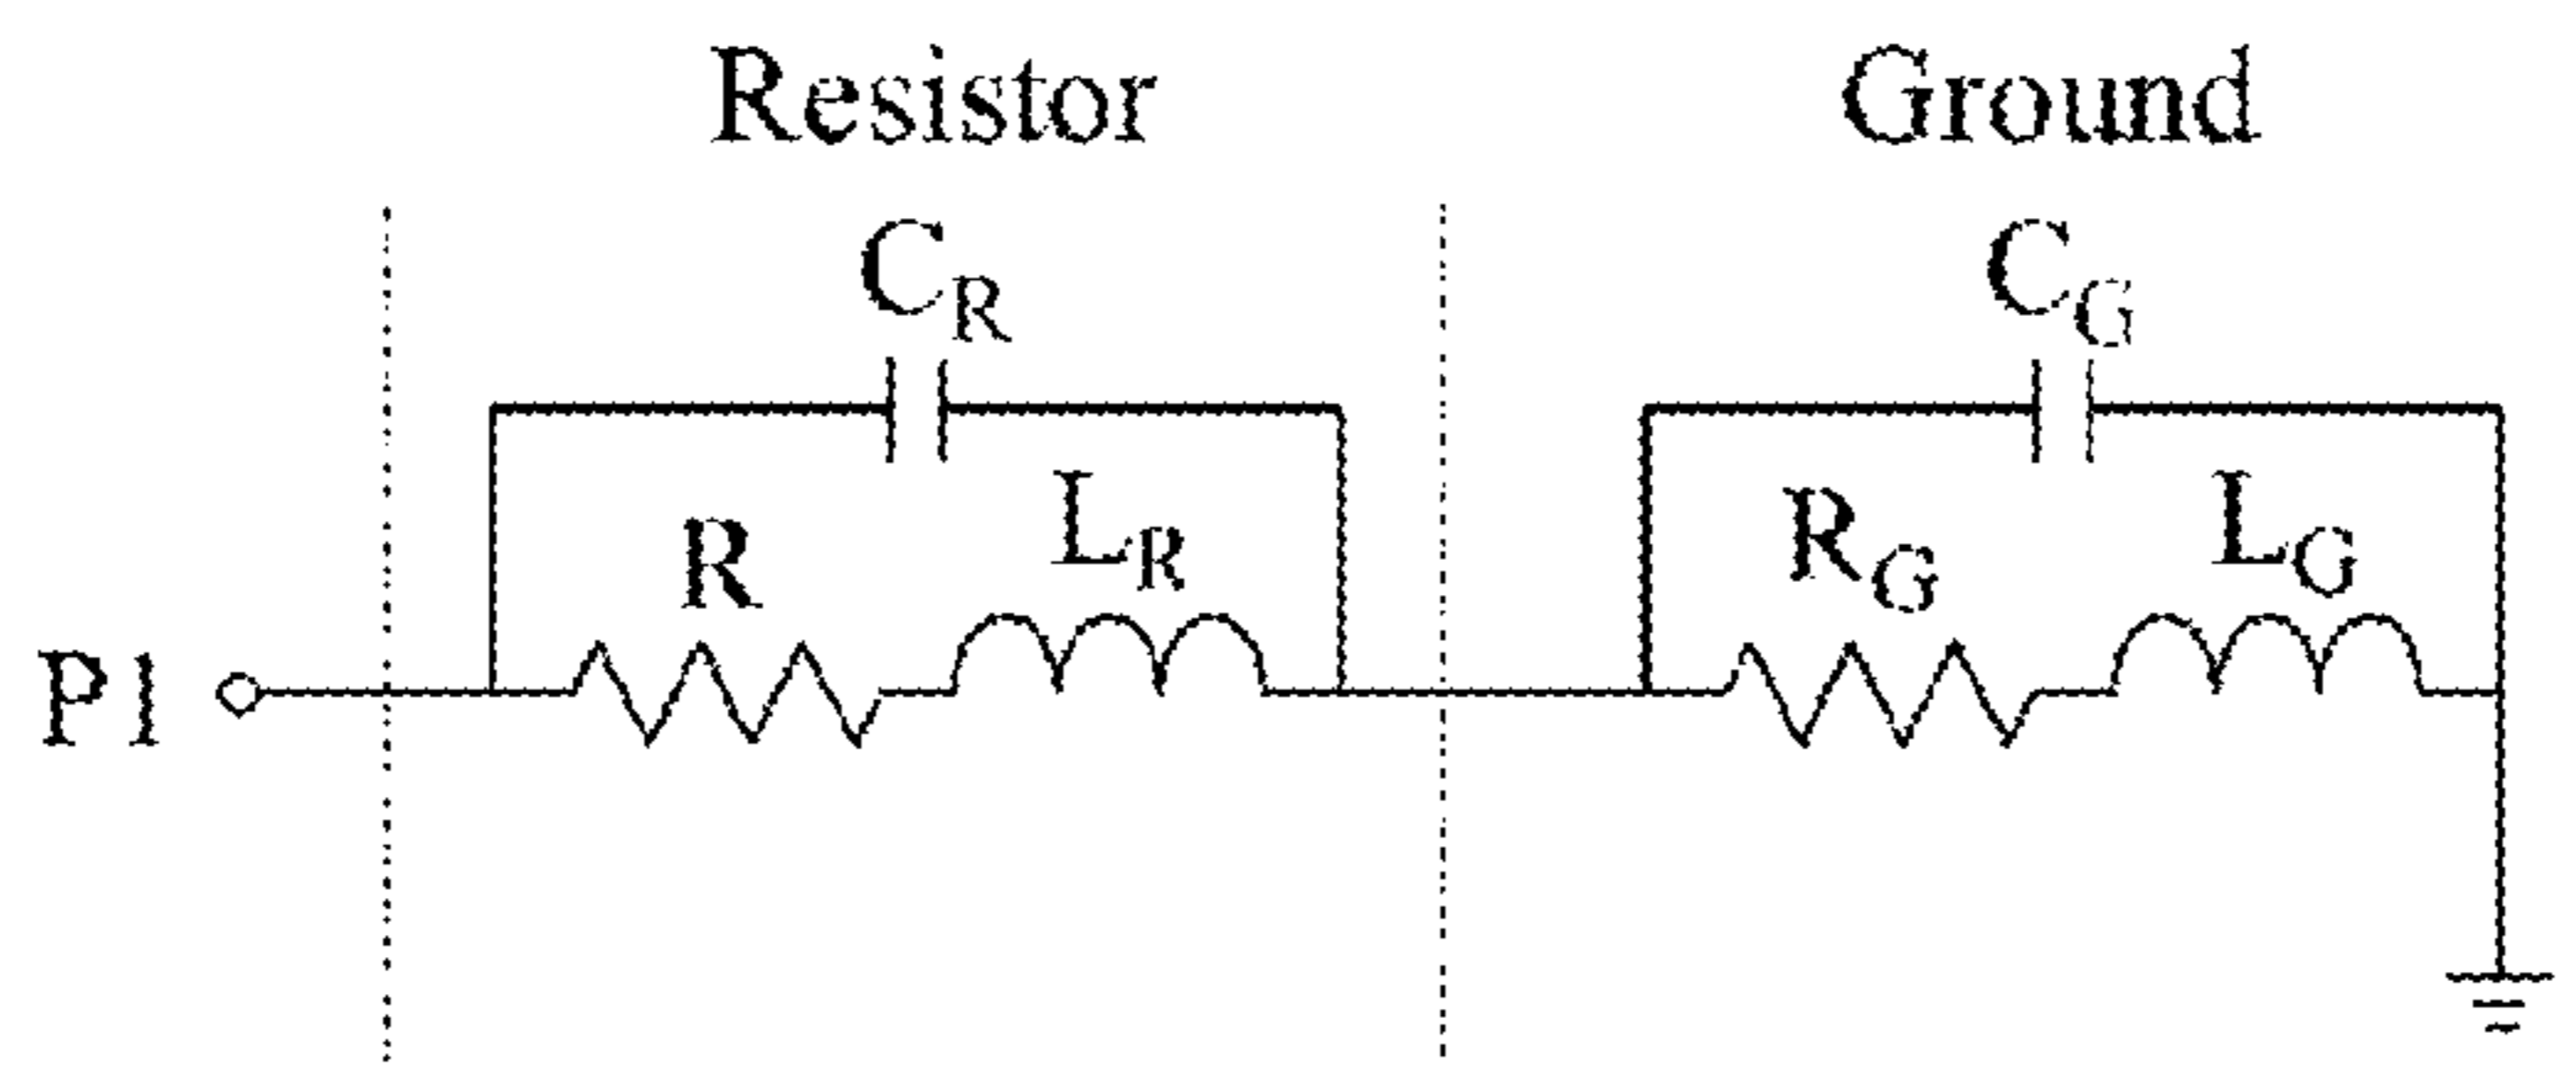 Resistor
Ground
C_R
C_G
R
L_R
R_G
L_G
P1